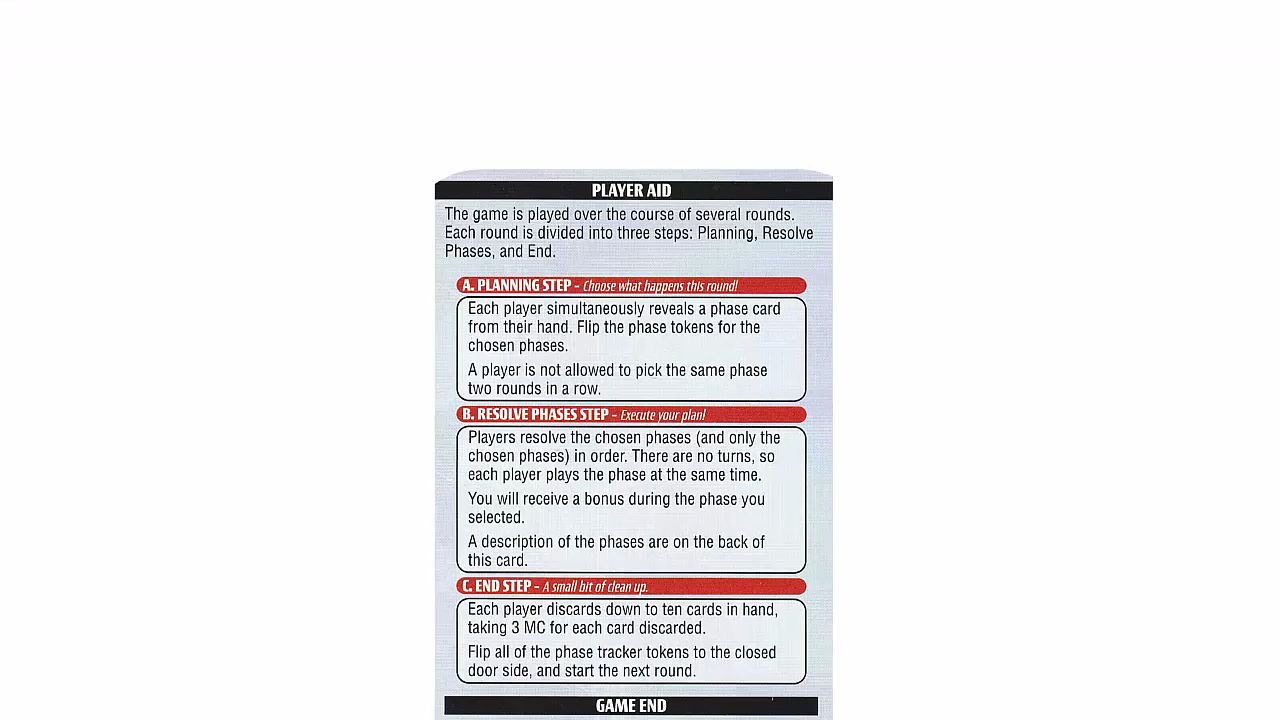 PLAYER AID
The game is played over the course of several rounds.
Each round is divided into three steps: Planning, Resolve
Phases, and End.
A. PLANNING STEP - Choose what happens this round!
Each player simultaneously reveals a phase card
from their hand. Flip the phase tokens for the
chosen phases.
A player is not allowed to pick the same phase
two rounds in a row.
B. RESOLVE PHASES STEP - Execute your plan!
Players resolve the chosen phases (and only the
chosen phases) in order. There are no turns, so
each player plays the phase at the same time.
You will receive a bonus during the phase you
selected.
A description of the phases are on the back of
this card.
C. END STEP - A small bit of clean up.
Each player discards down to ten cards in hand,
taking 3 MC for each card discarded.
Flip all of the phase tracker tokens to the closed
door side, and start the next round.
GAME END